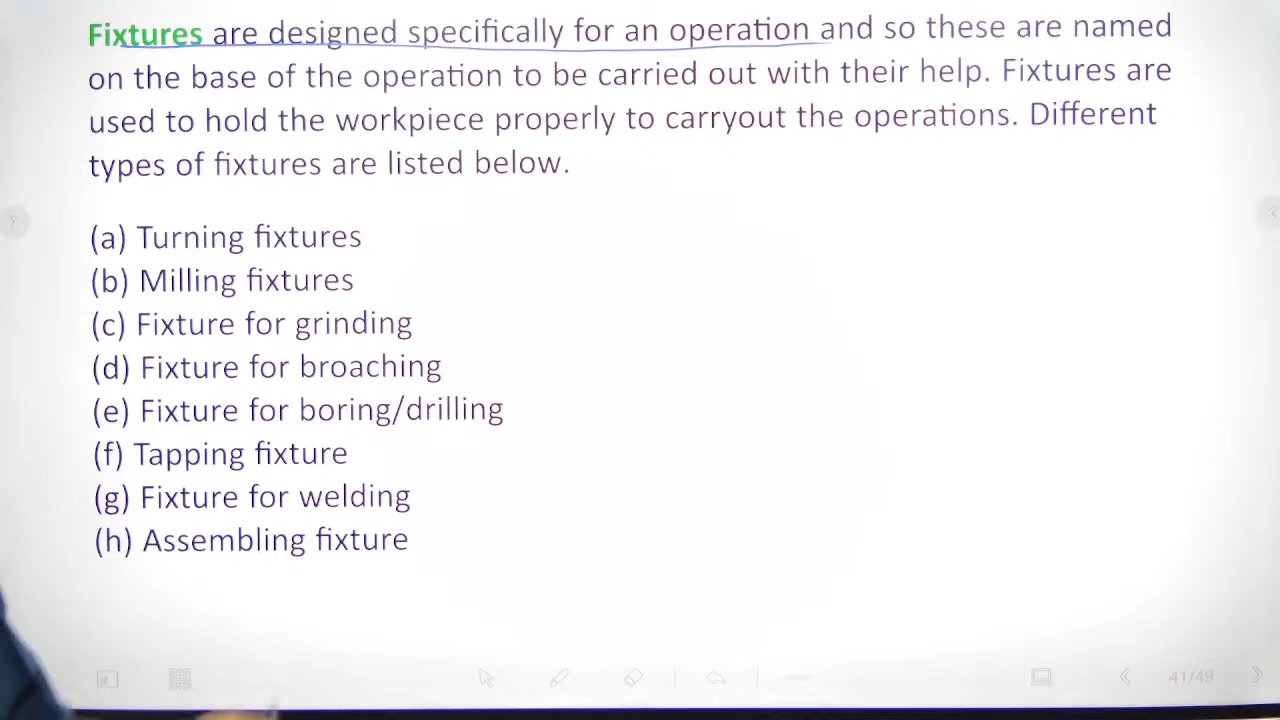 Fixtures are designed specifically for an operation and so these are named
on the base of the operation to be carried out with their help. Fixtures are
used to hold the workpiece properly to carryout the operations. Different
types of fixtures are listed below.
(a) Turning fixtures
(b) Milling fixtures
(c) Fixture for grinding
(d) Fixture for broaching
(e) Fixture for boring/drilling
(f) Tapping fixture
(g) Fixture for welding
(h) Assembling fixture
41/49